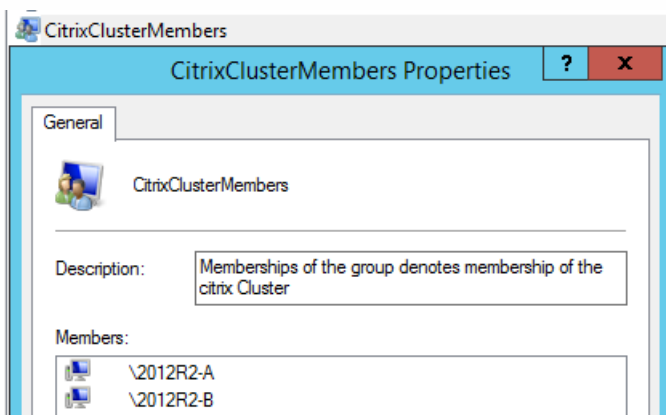 CitrixClusterMembers
CitrixClusterMembers Properties
?
x
General
CitrixClusterMembers
Description:
Memberships of the group denotes membership of the
citrix Cluster
Members:
\2012R2-A
\2012R2-B